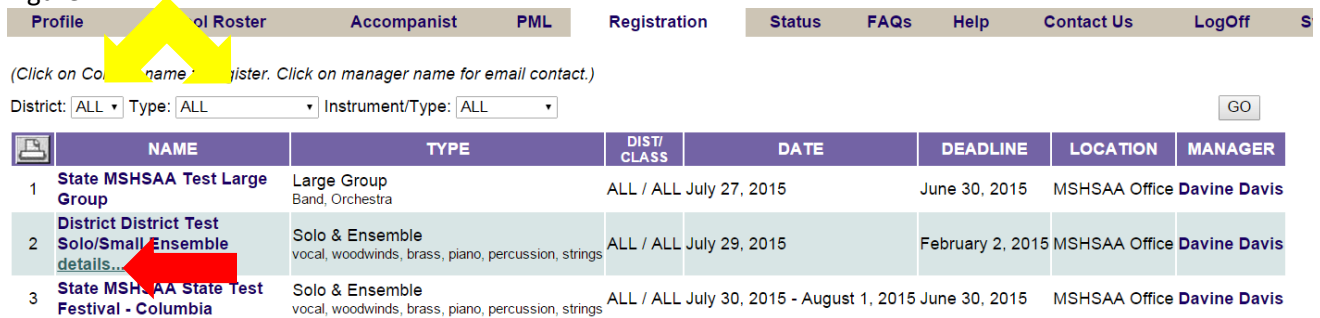 Profile ol Roster Accompanist PML Registration Status FAQs Help Contact Us LogOff S
(Click on Co name gister. Click on manager name for email contact.)
District: ALL Type: ALL Instrument/Type: ALL GO
NAME TYPE DIST/ CLASS DATE DEADLINE LOCATION MANAGER
1 State MSHSAA Test Large Group Large Group Band, Orchestra ALL / ALL July 27, 2015 June 30, 2015 MSHSAA Office Davine Davis
2 District District Test Solo/Small Ensemble details... Solo & Ensemble vocal, woodwinds, brass, piano, percussion, strings ALL / ALL July 29, 2015 February 2, 2015 MSHSAA Office Davine Davis
3 State MSHSAA State Test Festival - Columbia Solo & Ensemble vocal, woodwinds, brass, piano, percussion, strings ALL / ALL July 30, 2015 - August 1, 2015 June 30, 2015 MSHSAA Office Davine Davis